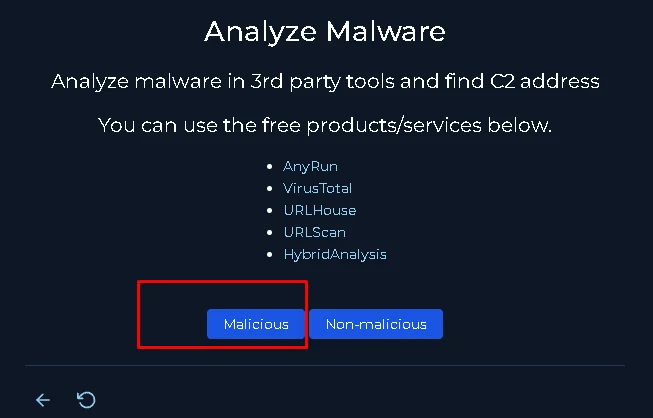 Analyze Malware
Analyze malware in 3rd party tools and find C2 address
You can use the free products/services below.
AnyRun
VirusTotal
URLHouse
URLScan
HybridAnalysis
Malicious Non-malicious